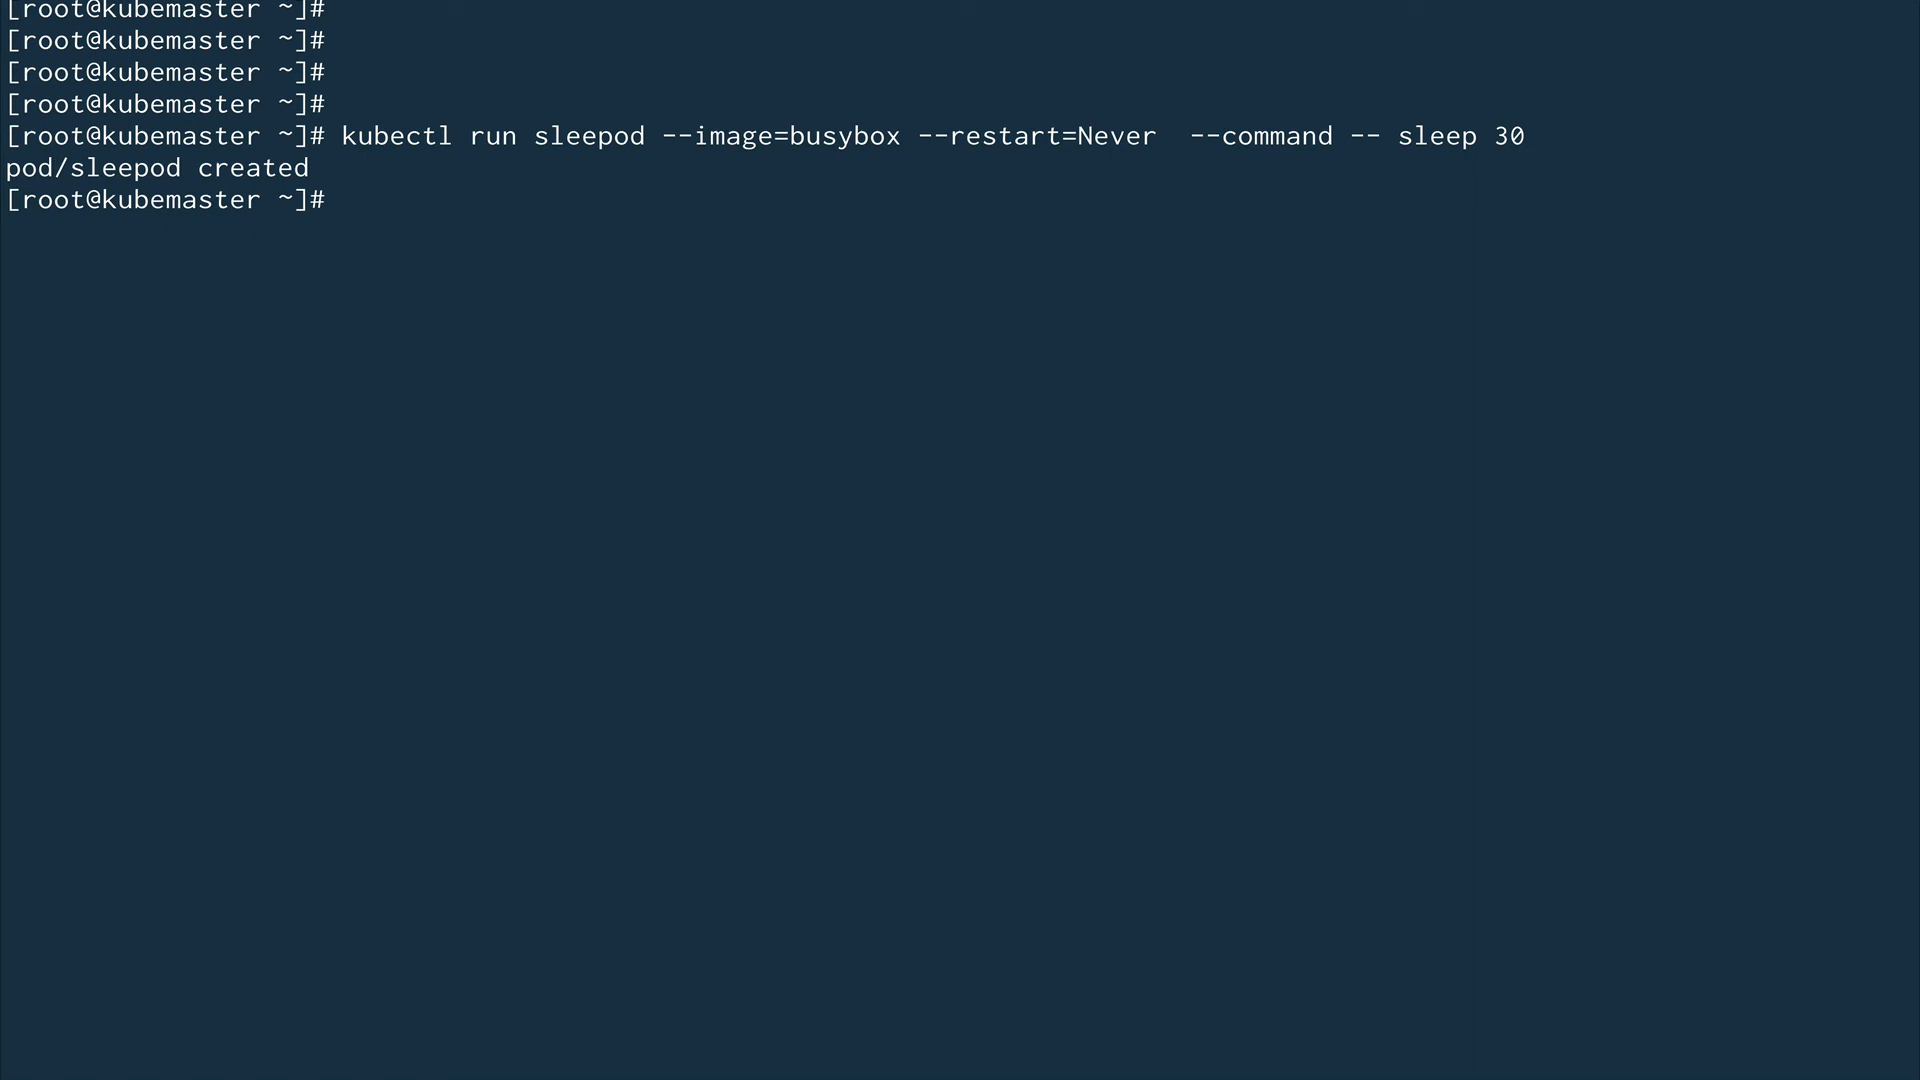 [root@kubemaster ~]#
[root@kubemaster ~]#
[root@kubemaster ~]#
[root@kubemaster ~]#
[root@kubemaster ~]# kubectl run sleepod --image=busybox --restart=Never  --command -- sleep 30
pod/sleepod created
[root@kubemaster ~]#